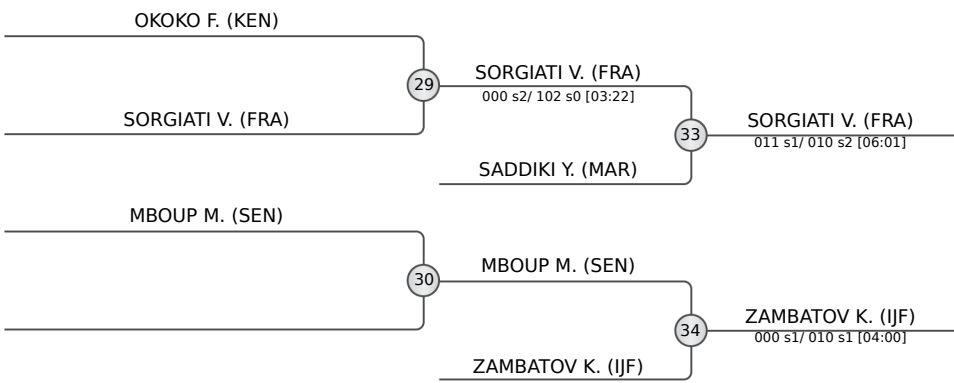 OKOKO F. (KEN)
29
SORGIATI V. (FRA)
000 s2/ 102 s0 [03:22]
SORGIATI V. (FRA)
33
SORGIATI V. (FRA)
011 s1/ 010 s2 [06:01]
SADDIKI Y. (MAR)
MBOUP M. (SEN)
30
MBOUP M. (SEN)
34
ZAMBATOV K. (IJF)
000 s1/ 010 s1 [04:00]
ZAMBATOV K. (IJF)